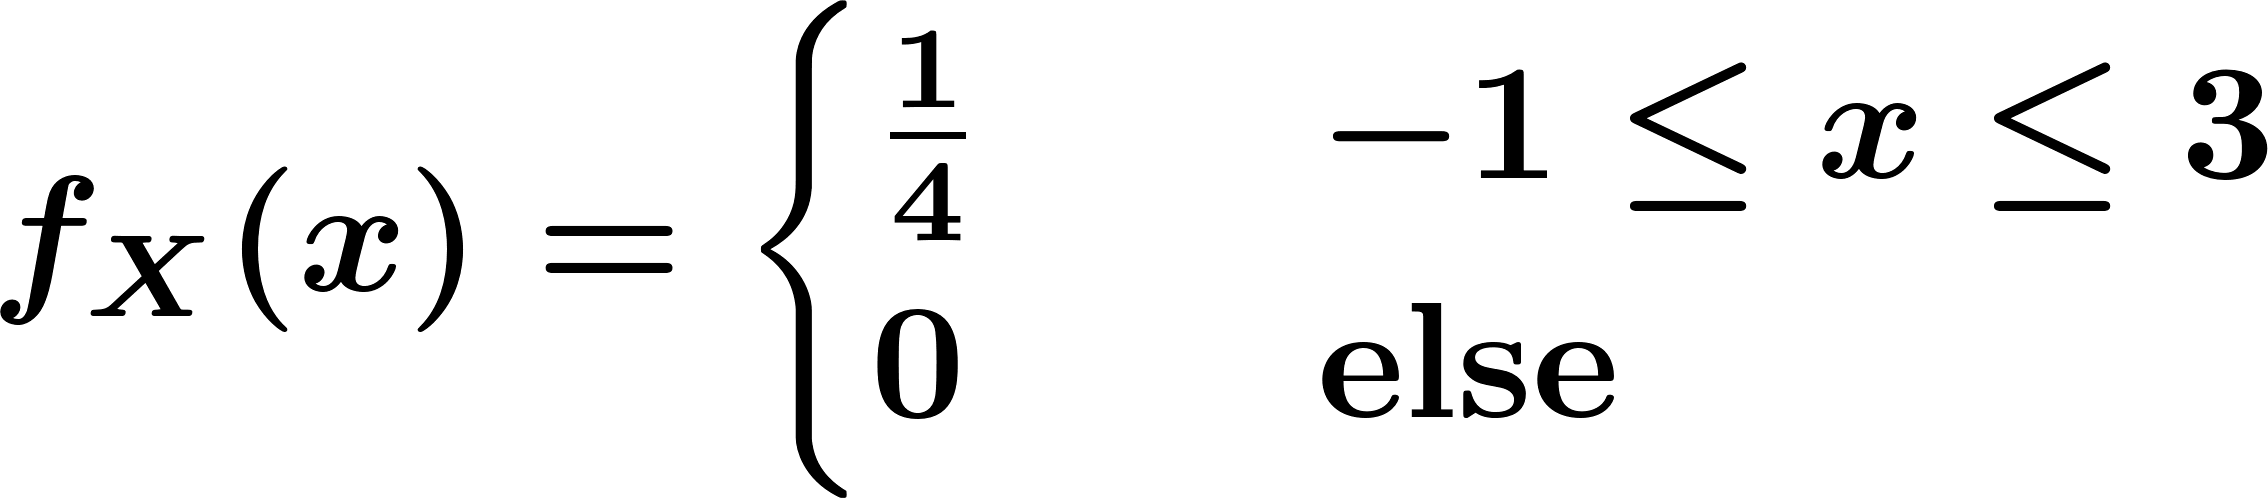 f_X(x) = { 1/4    −1 ≤ x ≤ 3
0    else